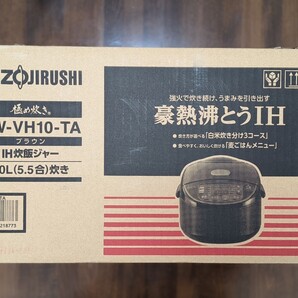 ZOJIRUSHI
極め炊き®
W-VH10-TA
ブラウン
IH炊飯ジャー
0L(5.5合)炊き
218773
強火で炊き続け、うまみを引き出す
豪熱沸とうIH
炊き方が選べる「白米炊き分け3コース」
食べやすく、おいしく炊ける「麦ごはんメニュー」